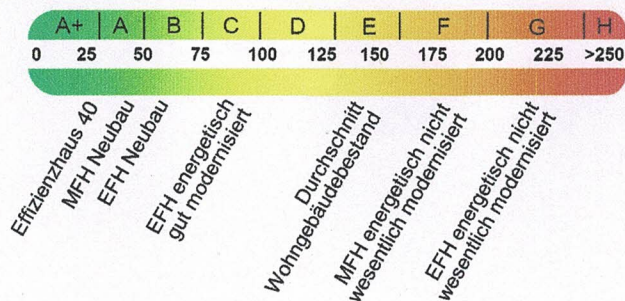 A+ A B C D E F G H
0 25 50 75 100 125 150 175 200 225 >250
Effizienzhaus 40
MFH Neubau
EFH Neubau
EFH energetisch
gut modernisiert
Durchschnitt
Wohngebäudebestand
MFH energetisch nicht
wesentlich modernisiert
EFH energetisch nicht
wesentlich modernisiert